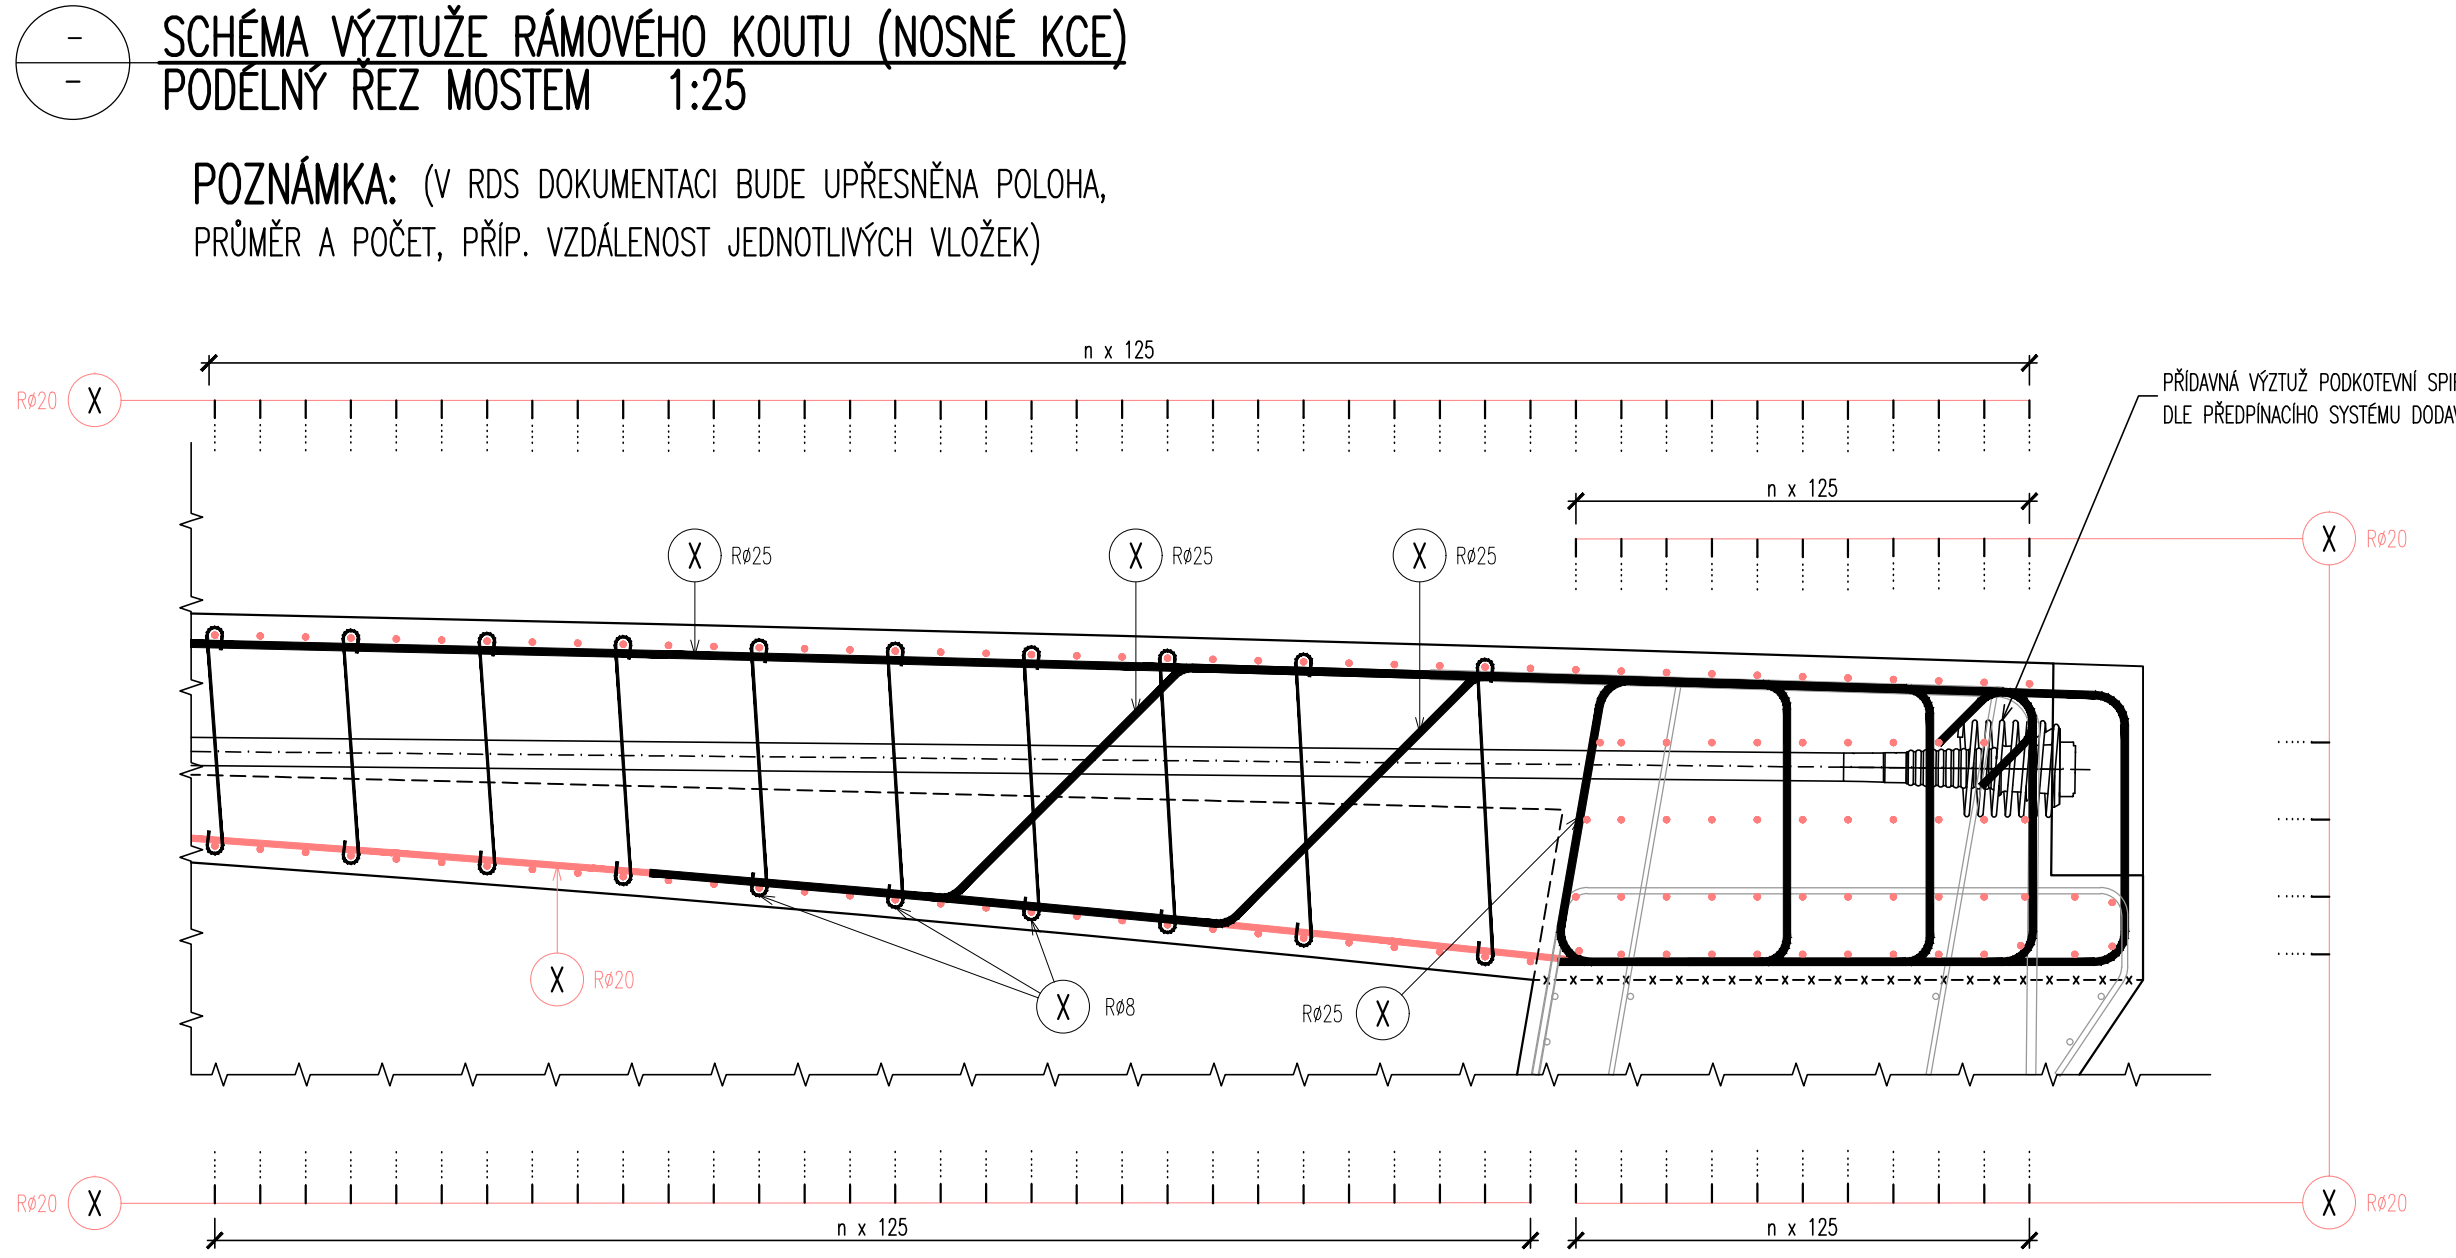 SCHÉMA VÝZTUŽE RÁMOVÉHO KOUTU (NOSNÉ KCE)
PODÉLNÝ ŘEZ MOSTEM 1:25
POZNÁMKA: (V RDS DOKUMENTACI BUDE UPŘESNĚNA POLOHA,
PRŮMĚR A POČET, PŘÍP. VZDÁLENOST JEDNOTLIVÝCH VLOŽEK)
n x 125
PŘÍDAVNÁ VÝZTUŽ PODKOTEVNÍ
DLE PŘEDPÍNACÍHO SYSTÉMU
RØ20 X
n x 125
X RØ20
X RØ25
X RØ25
X RØ25
X RØ20
X RØ8
RØ25 X
RØ20 X
X RØ20
n x 125
n x 125